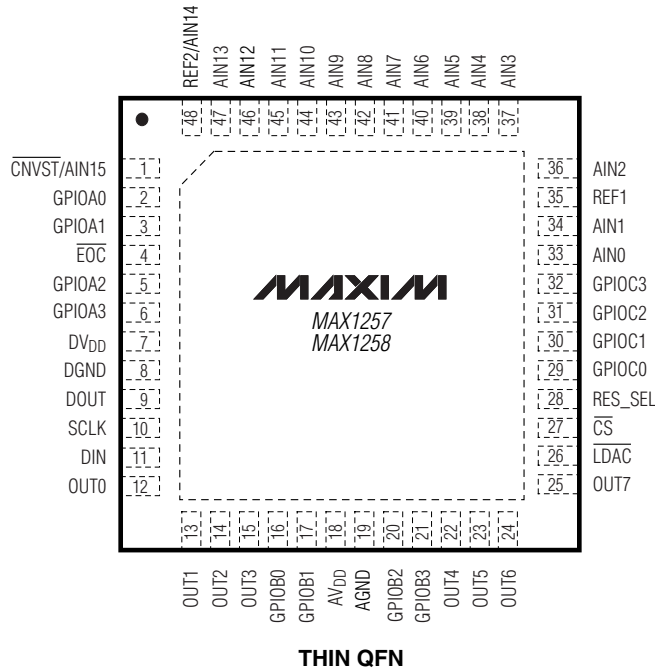 REF2/AIN14
AIN13
AIN12
AIN11
AIN10
AIN9
AIN8
AIN7
AIN6
AIN5
AIN4
AIN3
48
47
46
45
44
43
42
41
40
39
38
37
CNVST/AIN15 1
GPIOA0 2
GPIOA1 3
EOC 4
GPIOA2 5
GPIOA3 6
DVDD 7
DGND 8
DOUT 9
SCLK 10
DIN 11
OUT0 12
MAXIM
MAX1257
MAX1258
36 AIN2
35 REF1
34 AIN1
33 AIN0
32 GPIOC3
31 GPIOC2
30 GPIOC1
29 GPIOC0
28 RES_SEL
27 CS
26 LDAC
25 OUT7
13
14
15
16
17
18
19
20
21
22
23
24
OUT1
OUT2
OUT3
GPIOB0
GPIOB1
AVDD
AGND
GPIOB2
GPIOB3
OUT4
OUT5
OUT6
THIN QFN